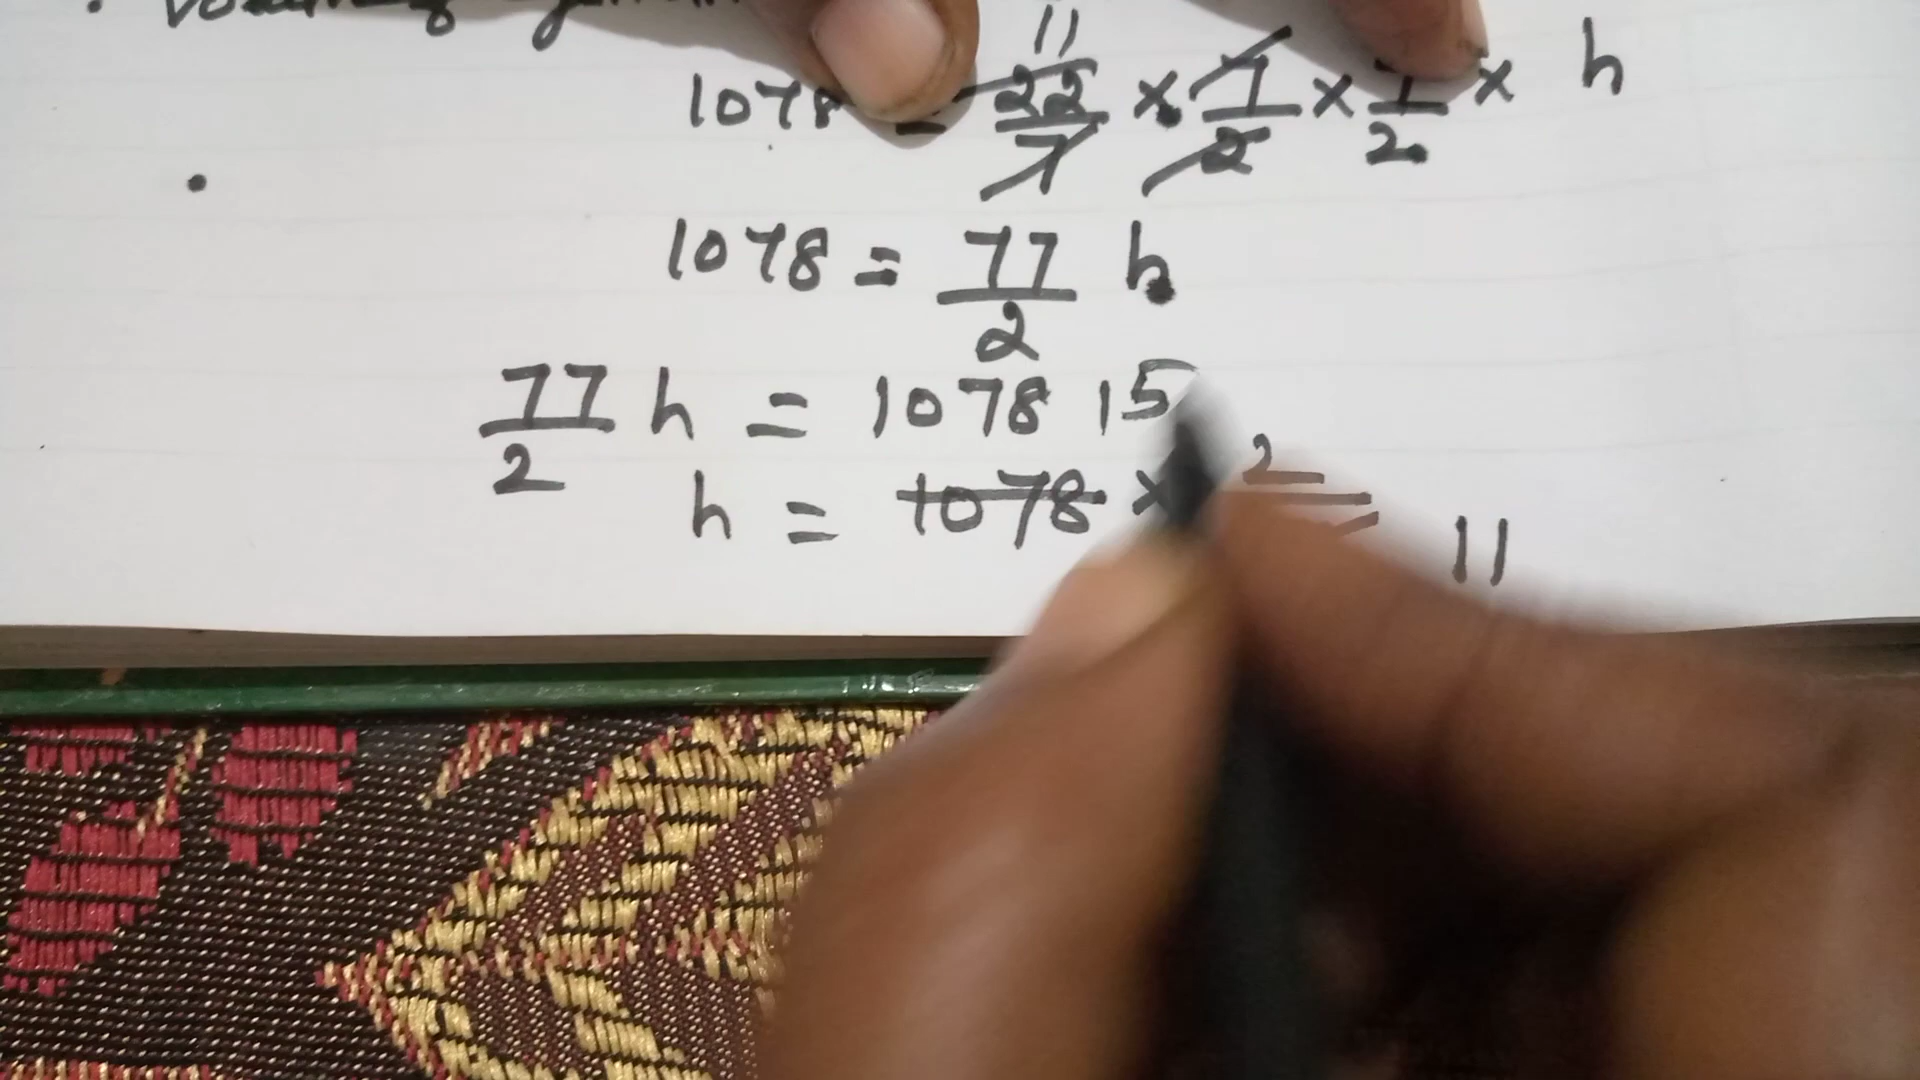 11
1078 = 22/7 × 7/2 × 7/2 × h
1078 = 77/2 h
77/2 h = 1078 15
h = 1078 × 2
11